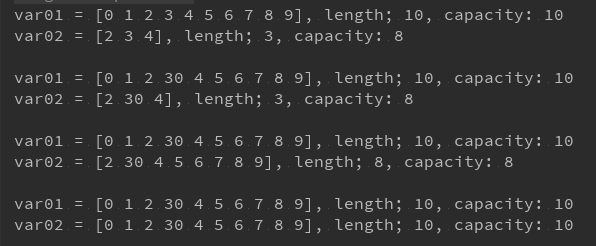 var01 = [0 1 2 3 4 5 6 7 8 9], length; 10, capacity: 10
var02 = [2 3 4], length; 3, capacity: 8
var01 = [0 1 2 30 4 5 6 7 8 9], length; 10, capacity: 10
var02 = [2 30 4], length; 3, capacity: 8
var01 = [0 1 2 30 4 5 6 7 8 9], length; 10, capacity: 10
var02 = [2 30 4 5 6 7 8 9], length; 8, capacity: 8
var01 = [0 1 2 30 4 5 6 7 8 9], length; 10, capacity: 10
var02 = [0 1 2 30 4 5 6 7 8 9], length; 10, capacity: 10